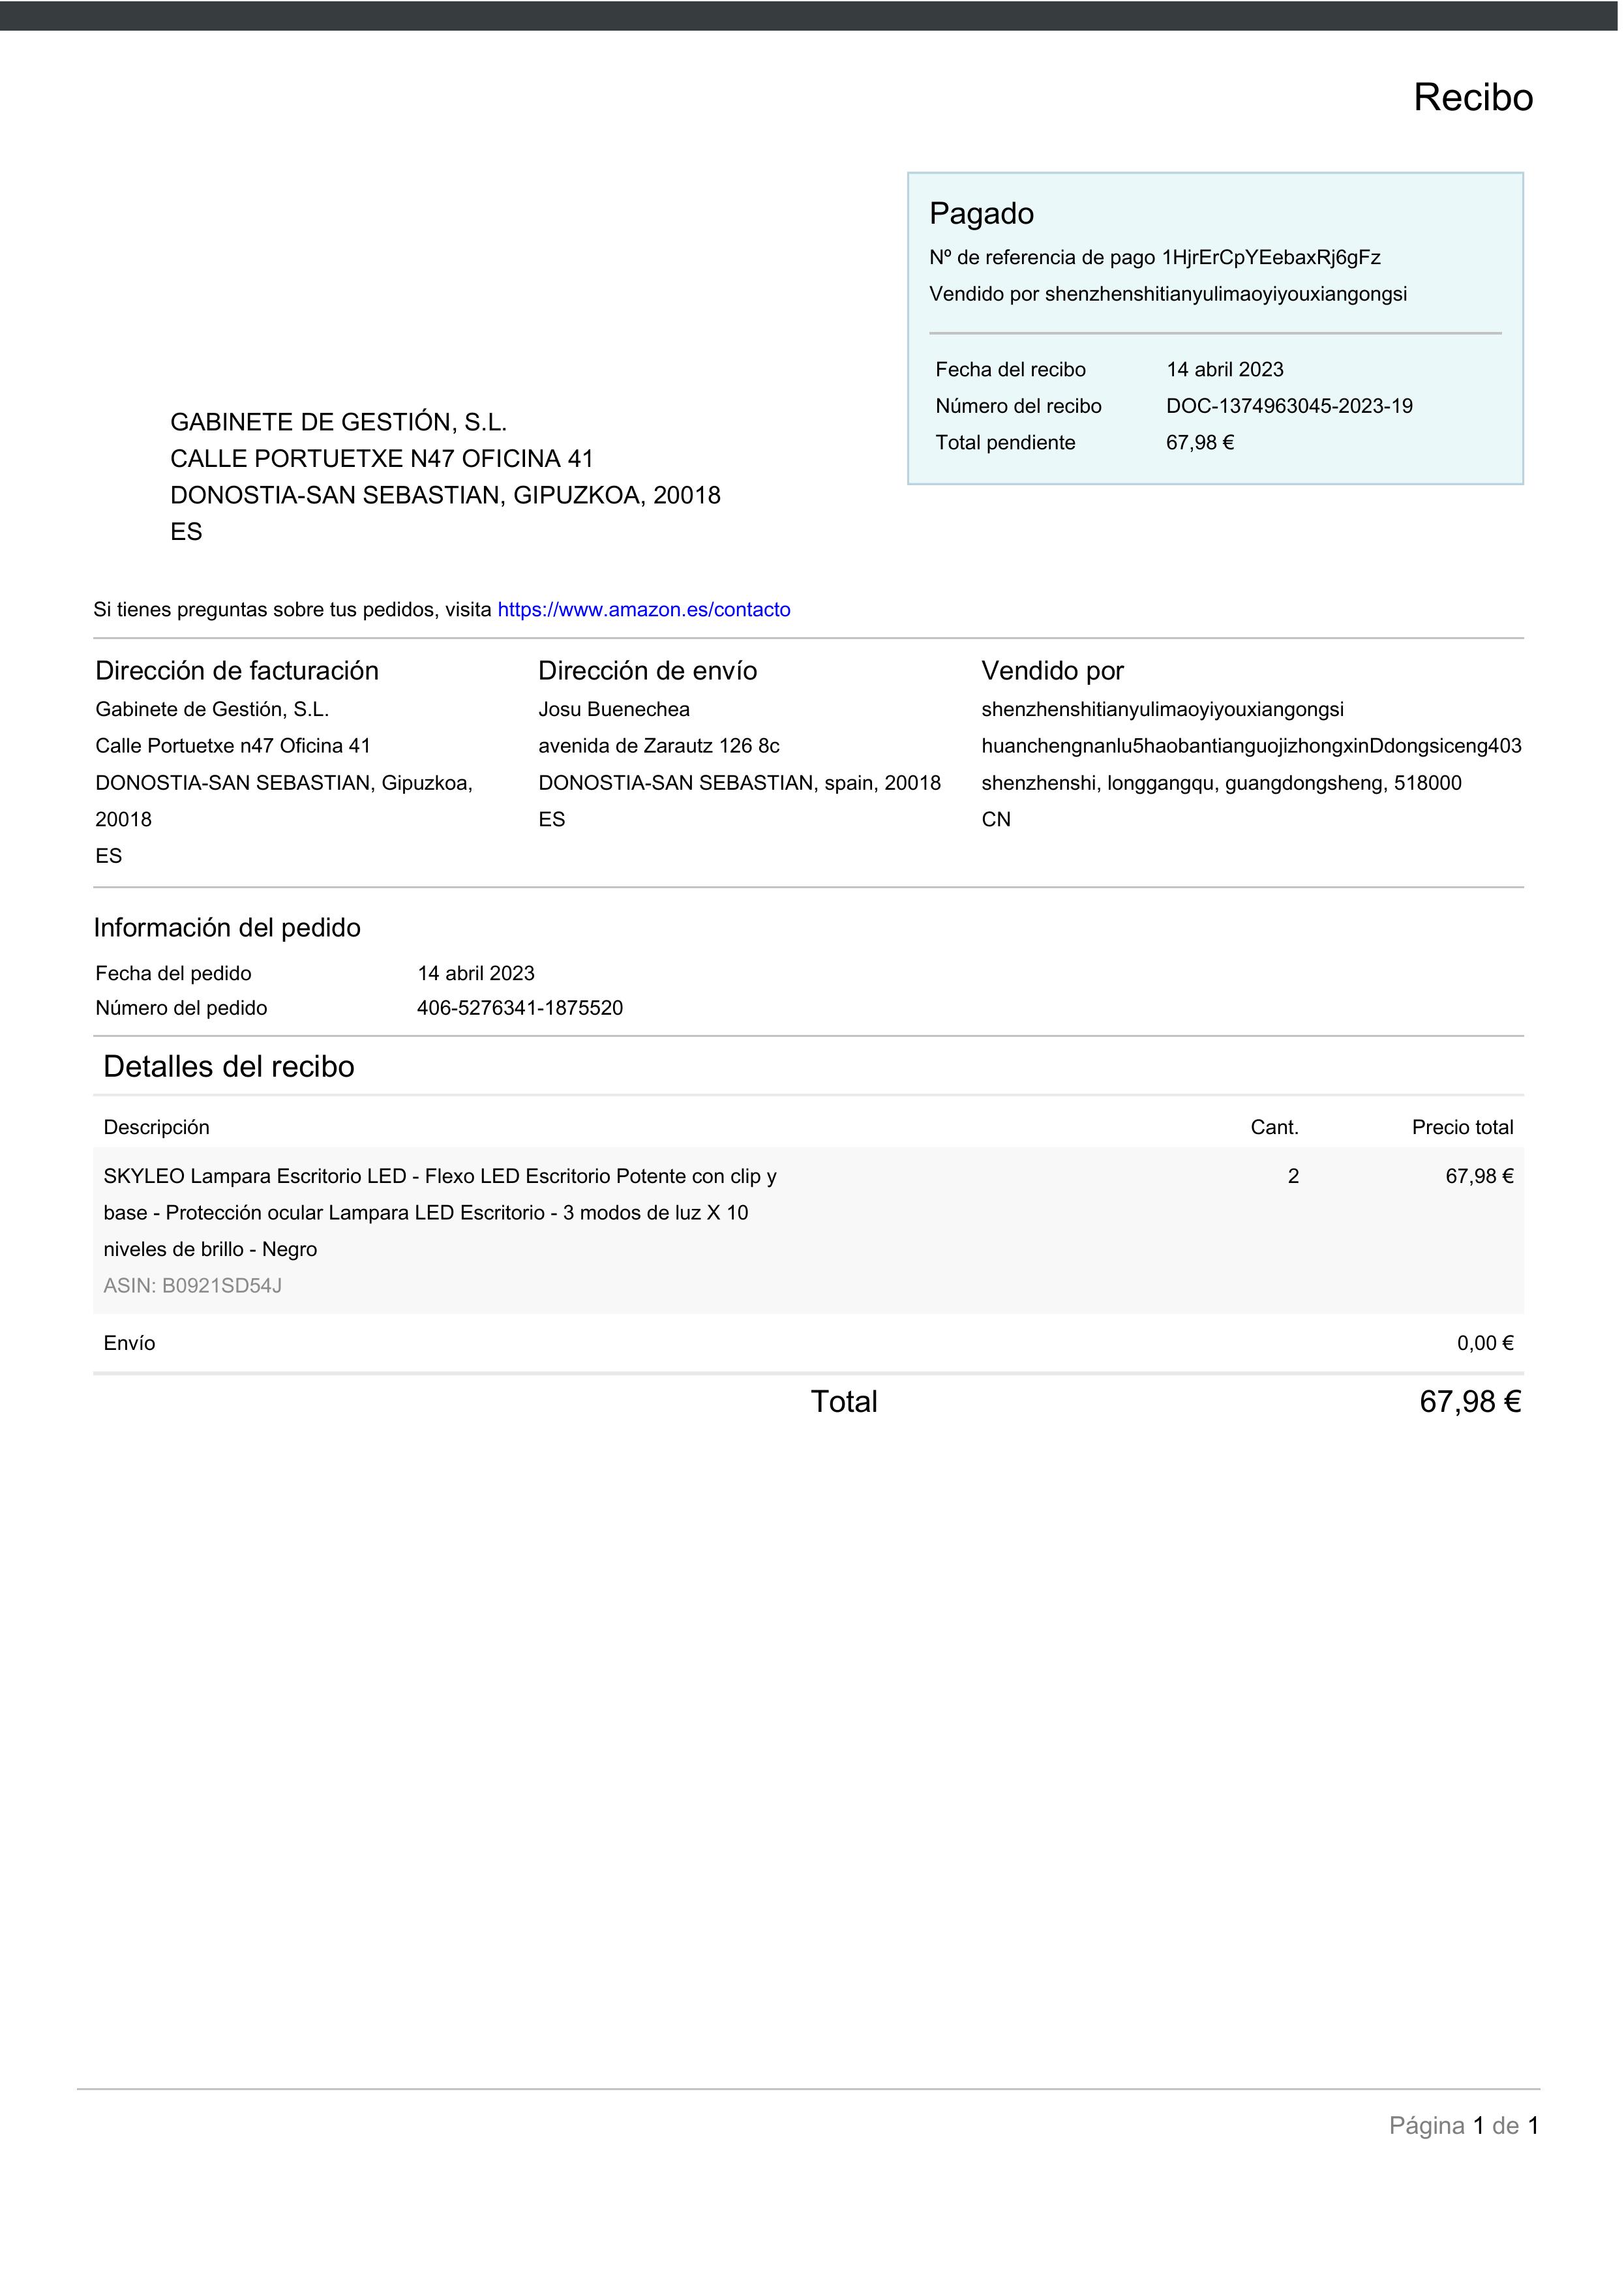 Recibo
Pagado
Nº de referencia de pago 1HjrErCpYEebaxRj6gFz
Vendido por shenzhenshitianyulimaoyiyouxiangongsi
Fecha del recibo 14 abril 2023
Número del recibo DOC-1374963045-2023-19
Total pendiente 67,98 €
GABINETE DE GESTIÓN, S.L.
CALLE PORTUETXE N47 OFICINA 41
DONOSTIA-SAN SEBASTIAN, GIPUZKOA, 20018
ES
Si tienes preguntas sobre tus pedidos, visita https://www.amazon.es/contacto
Dirección de facturación
Gabinete de Gestión, S.L.
Calle Portuetxe n47 Oficina 41
DONOSTIA-SAN SEBASTIAN, Gipuzkoa,
20018
ES
Dirección de envío
Josu Buenechea
avenida de Zarautz 126 8c
DONOSTIA-SAN SEBASTIAN, spain, 20018
ES
Vendido por
shenzhenshitianyulimaoyiyouxiangongsi
huanchengnanlu5haobantianguojizhongxinDdongsiceng403
shenzhenshi, longgangqu, guangdongsheng, 518000
CN
Información del pedido
Fecha del pedido 14 abril 2023
Número del pedido 406-5276341-1875520
Detalles del recibo
Descripción Cant. Precio total
SKYLEO Lampara Escritorio LED - Flexo LED Escritorio Potente con clip y 2 67,98 €
base - Protección ocular Lampara LED Escritorio - 3 modos de luz X 10
niveles de brillo - Negro
ASIN: B0921SD54J
Envío 0,00 €
Total 67,98 €
Página 1 de 1